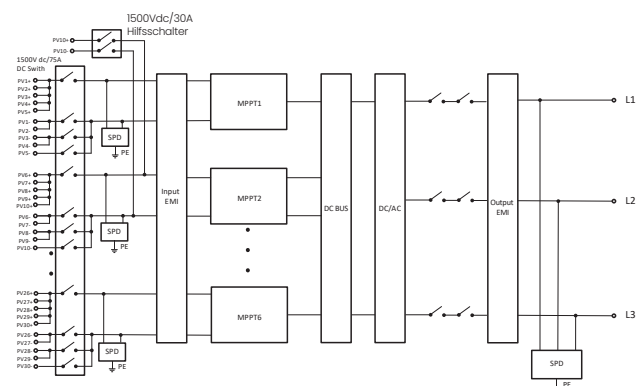 1500Vdc/30A
Hilfsschalter
PV10+
PV10-
1500V dc/75A
DC Swith
PV1+
PV2+
PV3+
PV4+
PV5+
PV1-
PV2-
PV3-
PV4-
PV5-
SPD
PE
PV6+
PV7+
PV8+
PV9+
PV10+
PV6-
PV7-
PV8-
PV9-
PV10-
SPD
PE
PV26+
PV27+
PV28+
PV29+
PV30+
PV26-
PV27-
PV28-
PV29-
PV30-
SPD
PE
Input
EMI
MPPT1
MPPT2
MPPT6
DC BUS
DC/AC
Output
EMI
L1
L2
L3
SPD
PE